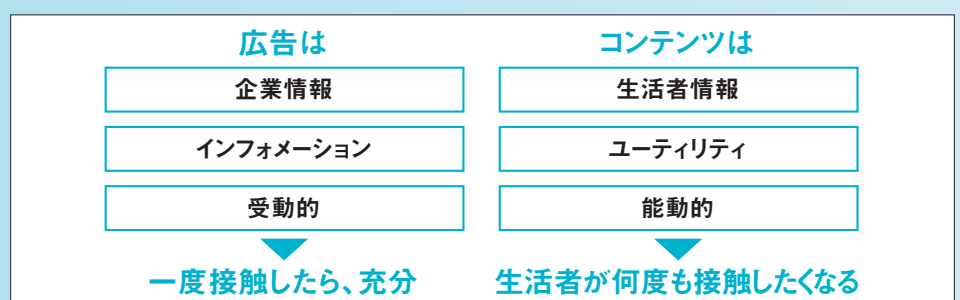 広告は
企業情報
インフォメーション
受動的
一度接触したら、充分
コンテンツは
生活者情報
ユーティリティ
能動的
生活者が何度も接触したくなる